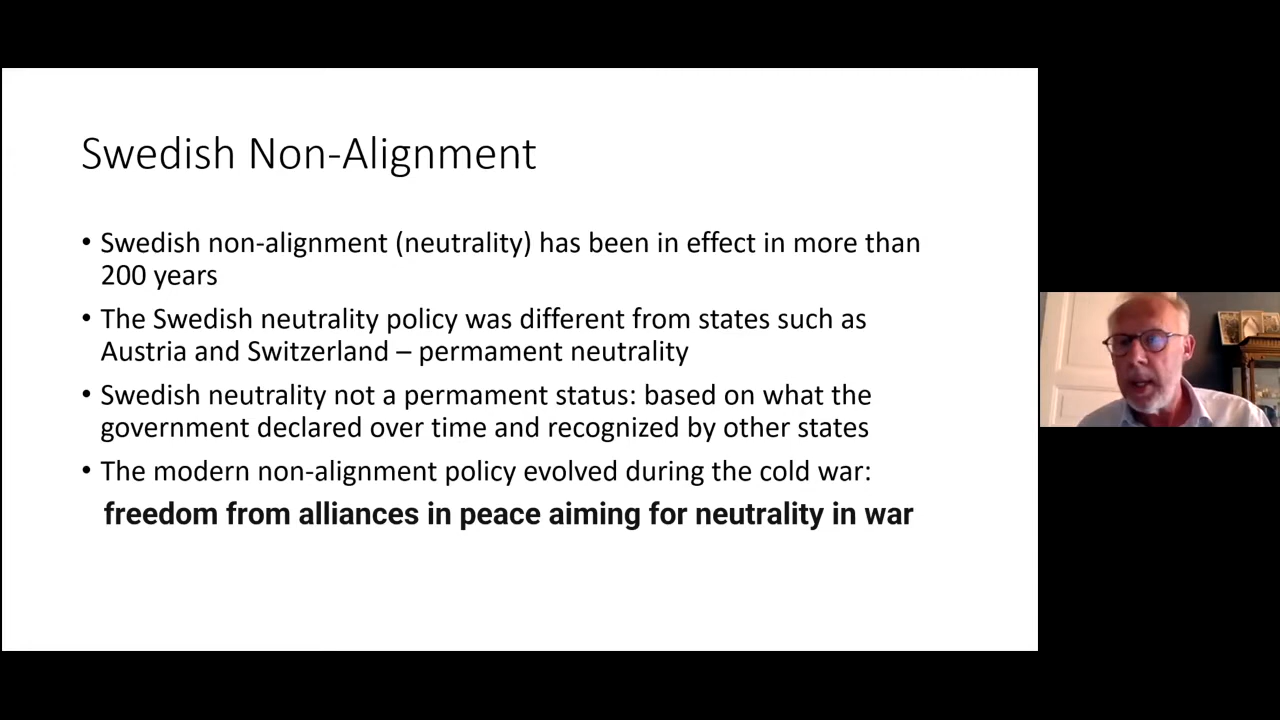 Swedish Non-Alignment
• Swedish non-alignment (neutrality) has been in effect in more than
200 years
• The Swedish neutrality policy was different from states such as
Austria and Switzerland – permament neutrality
• Swedish neutrality not a permament status: based on what the
government declared over time and recognized by other states
• The modern non-alignment policy evolved during the cold war:
freedom from alliances in peace aiming for neutrality in war